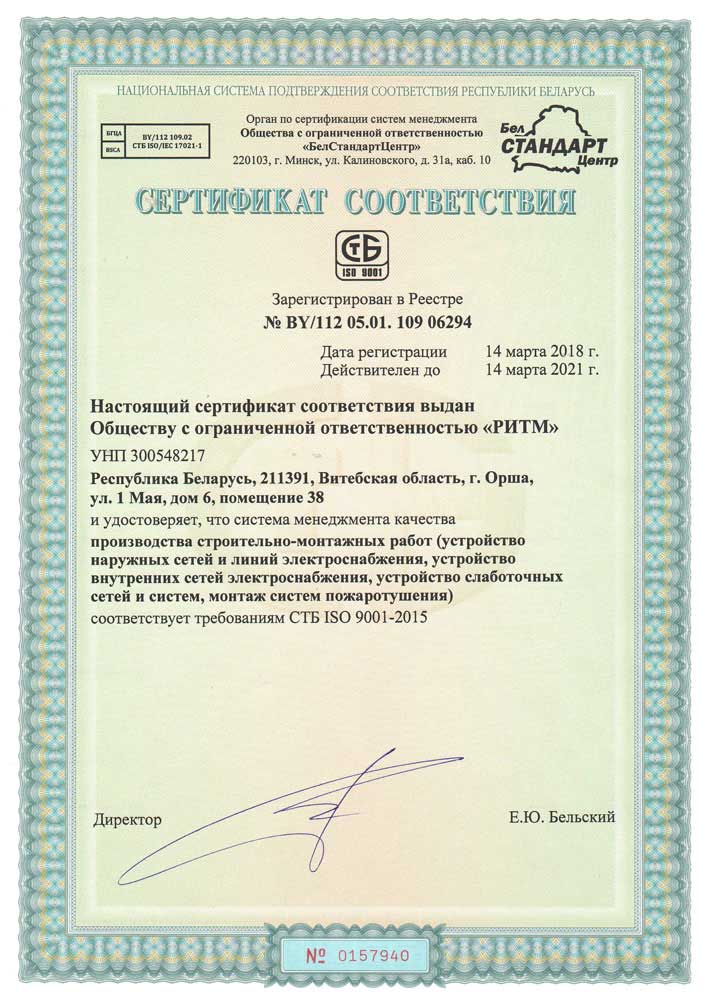 НАЦИОНАЛЬНАЯ СИСТЕМА ПОДТВЕРЖДЕНИЯ СООТВЕТСТВИЯ РЕСПУБЛИКИ БЕЛАРУСЬ
БГЦА
BSCA
BY/112 109.02
СТБ ISO/IEC 17021-1
Орган по сертификации систем менеджмента
Общества с ограниченной ответственностью
«БелСтандартЦентр»
220103, г. Минск, ул. Калиновского, д. 31а, каб. 10
Бел
СТАНДАРТ
Центр
СЕРТИФИКАТ СООТВЕТСТВИЯ
СТБ
ISO 9001
Зарегистрирован в Реестре
№ BY/112 05.01. 109 06294
Дата регистрации 14 марта 2018 г.
Действителен до 14 марта 2021 г.
Настоящий сертификат соответствия выдан
Обществу с ограниченной ответственностью «РИТМ»
УНП 300548217
Республика Беларусь, 211391, Витебская область, г. Орша,
ул. 1 Мая, дом 6, помещение 38
и удостоверяет, что система менеджмента качества
производства строительно-монтажных работ (устройство
наружных сетей и линий электроснабжения, устройство
внутренних сетей электроснабжения, устройство слаботочных
сетей и систем, монтаж систем пожаротушения)
соответствует требованиям СТБ ISO 9001-2015
Директор Е.Ю. Бельский
№ 0157940